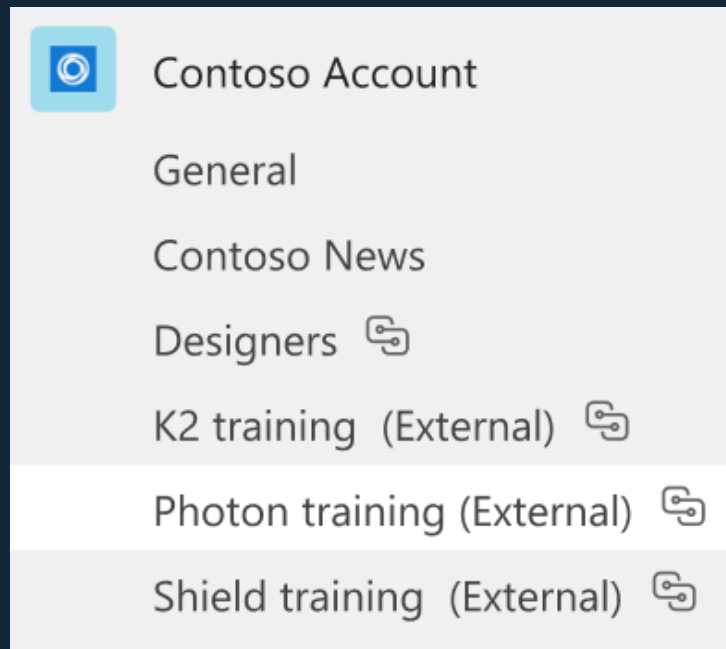 Contoso Account
General
Contoso News
Designers
K2 training  (External)
Photon training (External)
Shield training  (External)